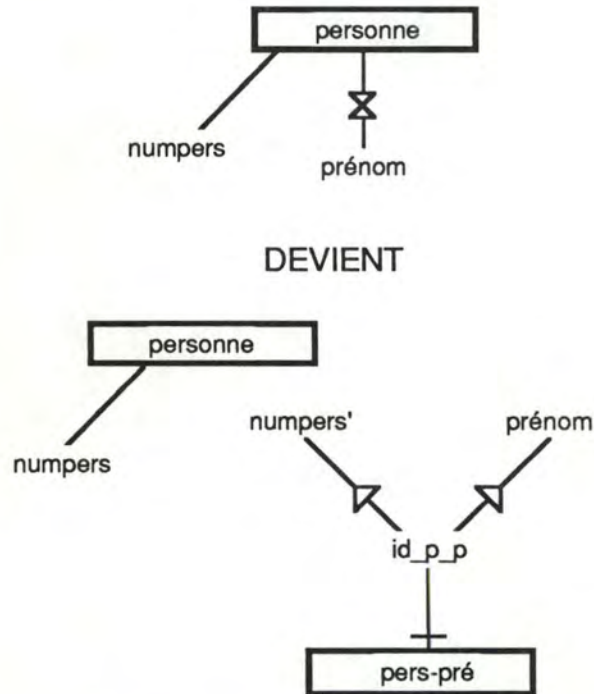 personne
numpers
prénom
DEVIENT
personne
numpers
numpers'
prénom
id_p_p
pers-pré